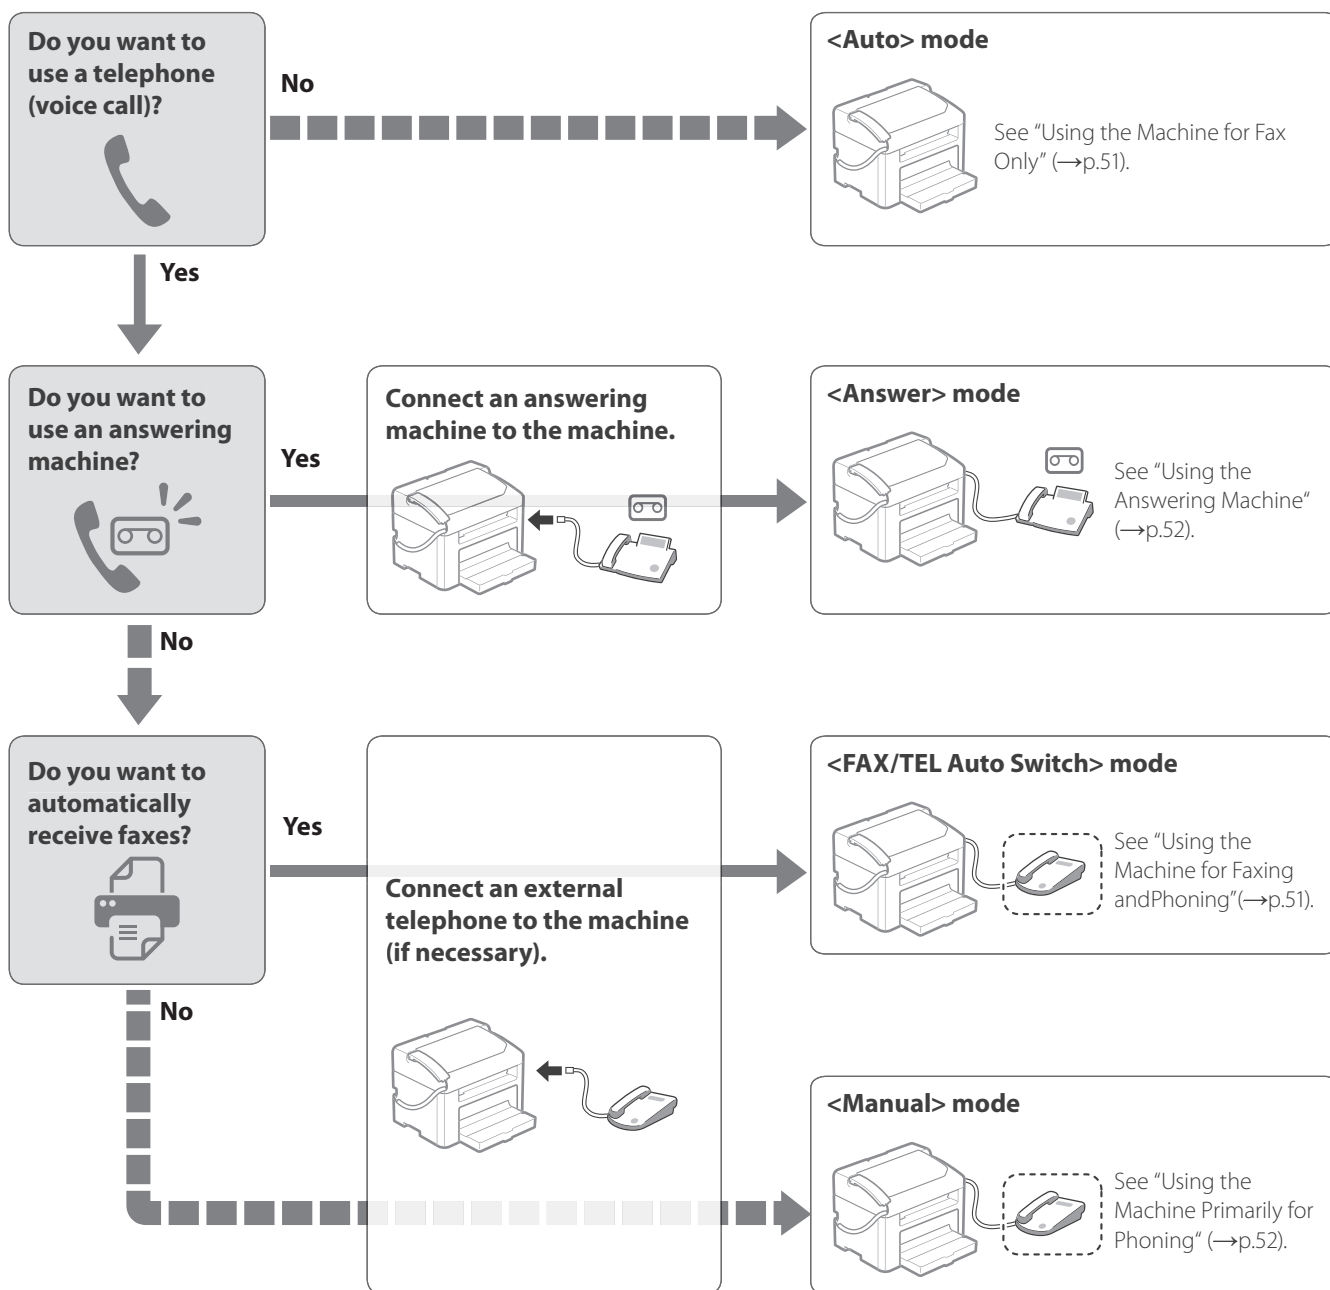 Do you want to
use a telephone
(voice call)?
No
<Auto> mode
See “Using the Machine for Fax
Only” (→p.51).
Yes
Do you want to
use an answering
machine?
Yes
Connect an answering
machine to the machine.
<Answer> mode
See “Using the
Answering Machine“
(→p.52).
No
Do you want to
automatically
receive faxes?
Yes
Connect an external
telephone to the machine
(if necessary).
<FAX/TEL Auto Switch> mode
See “Using the
Machine for Faxing
andPhoning”(→p.51).
No
<Manual> mode
See “Using the
Machine Primarily for
Phoning“ (→p.52).